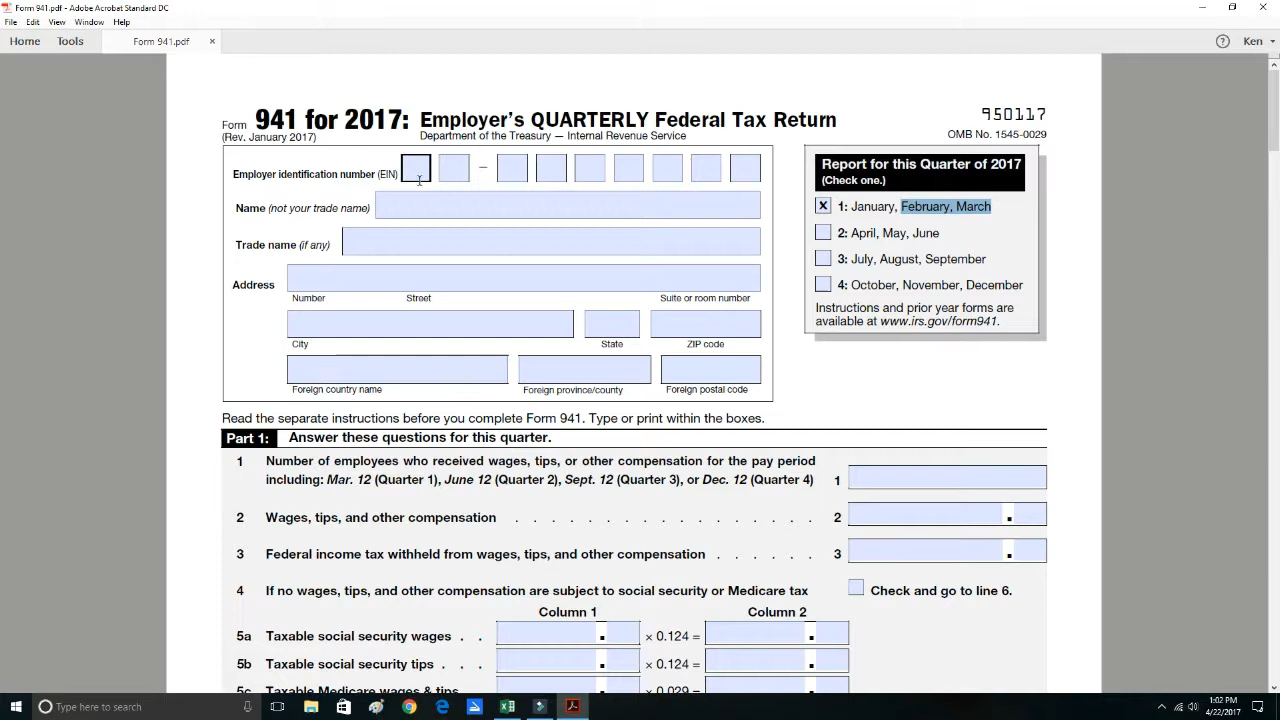 Form 941.pdf - Adobe Acrobat Standard DC
File Edit View Window Help
Home Tools Form 941.pdf × ? Ken
Form 941 for 2017: Employer's QUARTERLY Federal Tax Return 950117
(Rev. January 2017) Department of the Treasury — Internal Revenue Service OMB No. 1545-0029
Employer identification number (EIN) –
Name (not your trade name)
Trade name (if any)
Address
Number Street Suite or room number
City State ZIP code
Foreign country name Foreign province/county Foreign postal code
Report for this Quarter of 2017
(Check one.)
X 1: January, February, March
2: April, May, June
3: July, August, September
4: October, November, December
Instructions and prior year forms are
available at www.irs.gov/form941.
Read the separate instructions before you complete Form 941. Type or print within the boxes.
Part 1: Answer these questions for this quarter.
1 Number of employees who received wages, tips, or other compensation for the pay period
including: Mar. 12 (Quarter 1), June 12 (Quarter 2), Sept. 12 (Quarter 3), or Dec. 12 (Quarter 4) 1
2 Wages, tips, and other compensation . . . . . . . . . . . . . . . . . 2 .
3 Federal income tax withheld from wages, tips, and other compensation . . . . . . 3 .
4 If no wages, tips, and other compensation are subject to social security or Medicare tax Check and go to line 6.
Column 1 Column 2
5a Taxable social security wages . . . × 0.124 = .
5b Taxable social security tips . . . . × 0.124 = .
5c Taxable Medicare wages & tips . × 0.029 = .
Type here to search
1:02 PM
4/22/2017